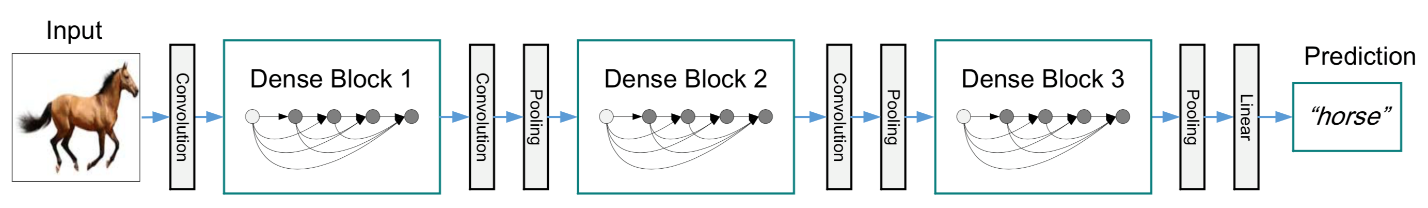 Input
Convolution
Dense Block 1
Convolution
Pooling
Dense Block 2
Convolution
Pooling
Dense Block 3
Pooling
Linear
Prediction
“horse”